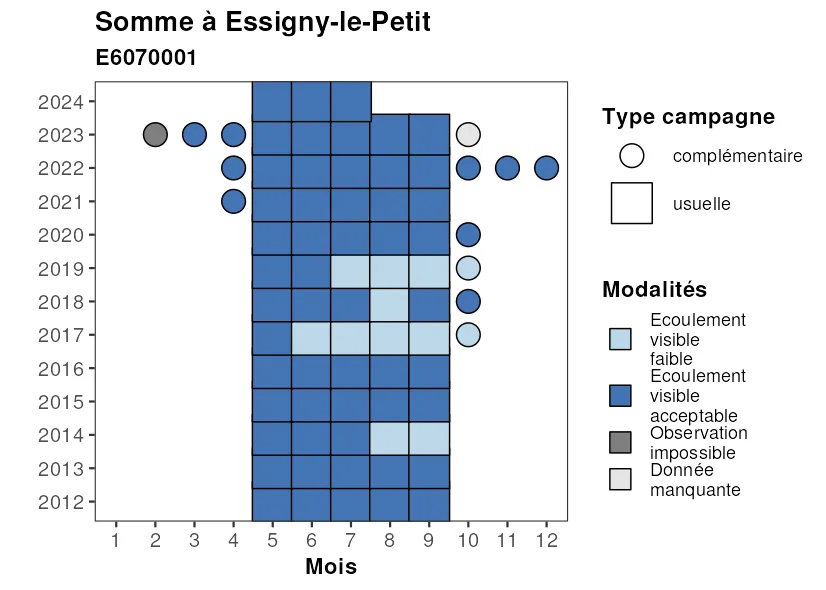 Somme à Essigny-le-Petit
E6070001
2024
2023
2022
2021
2020
2019
2018
2017
2016
2015
2014
2013
2012
1 2 3 4 5 6 7 8 9 10 11 12
Mois
Type campagne
complémentaire
usuelle
Modalités
Ecoulement
visible
faible
Ecoulement
visible
acceptable
Observation
impossible
Donnée
manquante